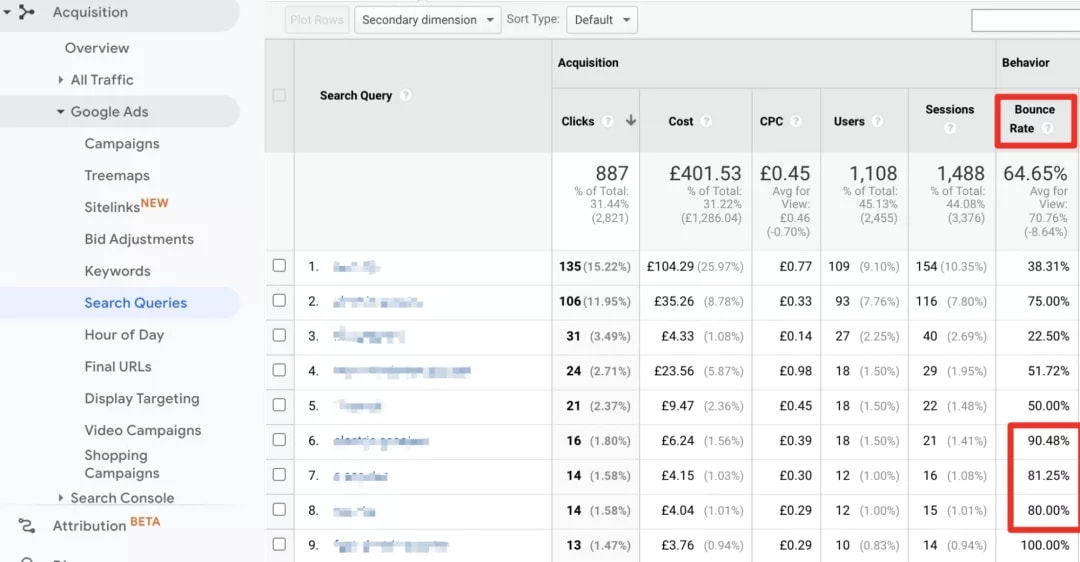 Acquisition
Overview
All Traffic
Google Ads
Campaigns
Treemaps
Sitelinks NEW
Bid Adjustments
Keywords
Search Queries
Hour of Day
Final URLs
Display Targeting
Video Campaigns
Shopping
Campaigns
Search Console
Attribution BETA
Plot Rows Secondary dimension Sort Type: Default
Acquisition Behavior
Search Query ? Clicks ? Cost ? CPC ? Users ? Sessions ? Bounce Rate ?
887 £401.53 £0.45 1,108 1,488 64.65%
% of Total: % of Total: Avg for % of Total: % of Total: Avg for
31.44% 31.22% View: 45.13% 44.08% View:
(2,821) (£1,286.04) £0.46 (2,455) (3,376) 70.76%
(-0.70%) (-8.64%)
1. 135 (15.22%) £104.29 (25.97%) £0.77 109 (9.10%) 154 (10.35%) 38.31%
2. 106 (11.95%) £35.26 (8.78%) £0.33 93 (7.76%) 116 (7.80%) 75.00%
3. 31 (3.49%) £4.33 (1.08%) £0.14 27 (2.25%) 40 (2.69%) 22.50%
4. 24 (2.71%) £23.56 (5.87%) £0.98 18 (1.50%) 29 (1.95%) 51.72%
5. 21 (2.37%) £9.47 (2.36%) £0.45 18 (1.50%) 22 (1.48%) 50.00%
6. 16 (1.80%) £6.24 (1.56%) £0.39 18 (1.50%) 21 (1.41%) 90.48%
7. 14 (1.58%) £4.15 (1.03%) £0.30 12 (1.00%) 16 (1.08%) 81.25%
8. 14 (1.58%) £4.04 (1.01%) £0.29 12 (1.00%) 15 (1.01%) 80.00%
9. 13 (1.47%) £3.76 (0.94%) £0.29 10 (0.83%) 14 (0.94%) 100.00%